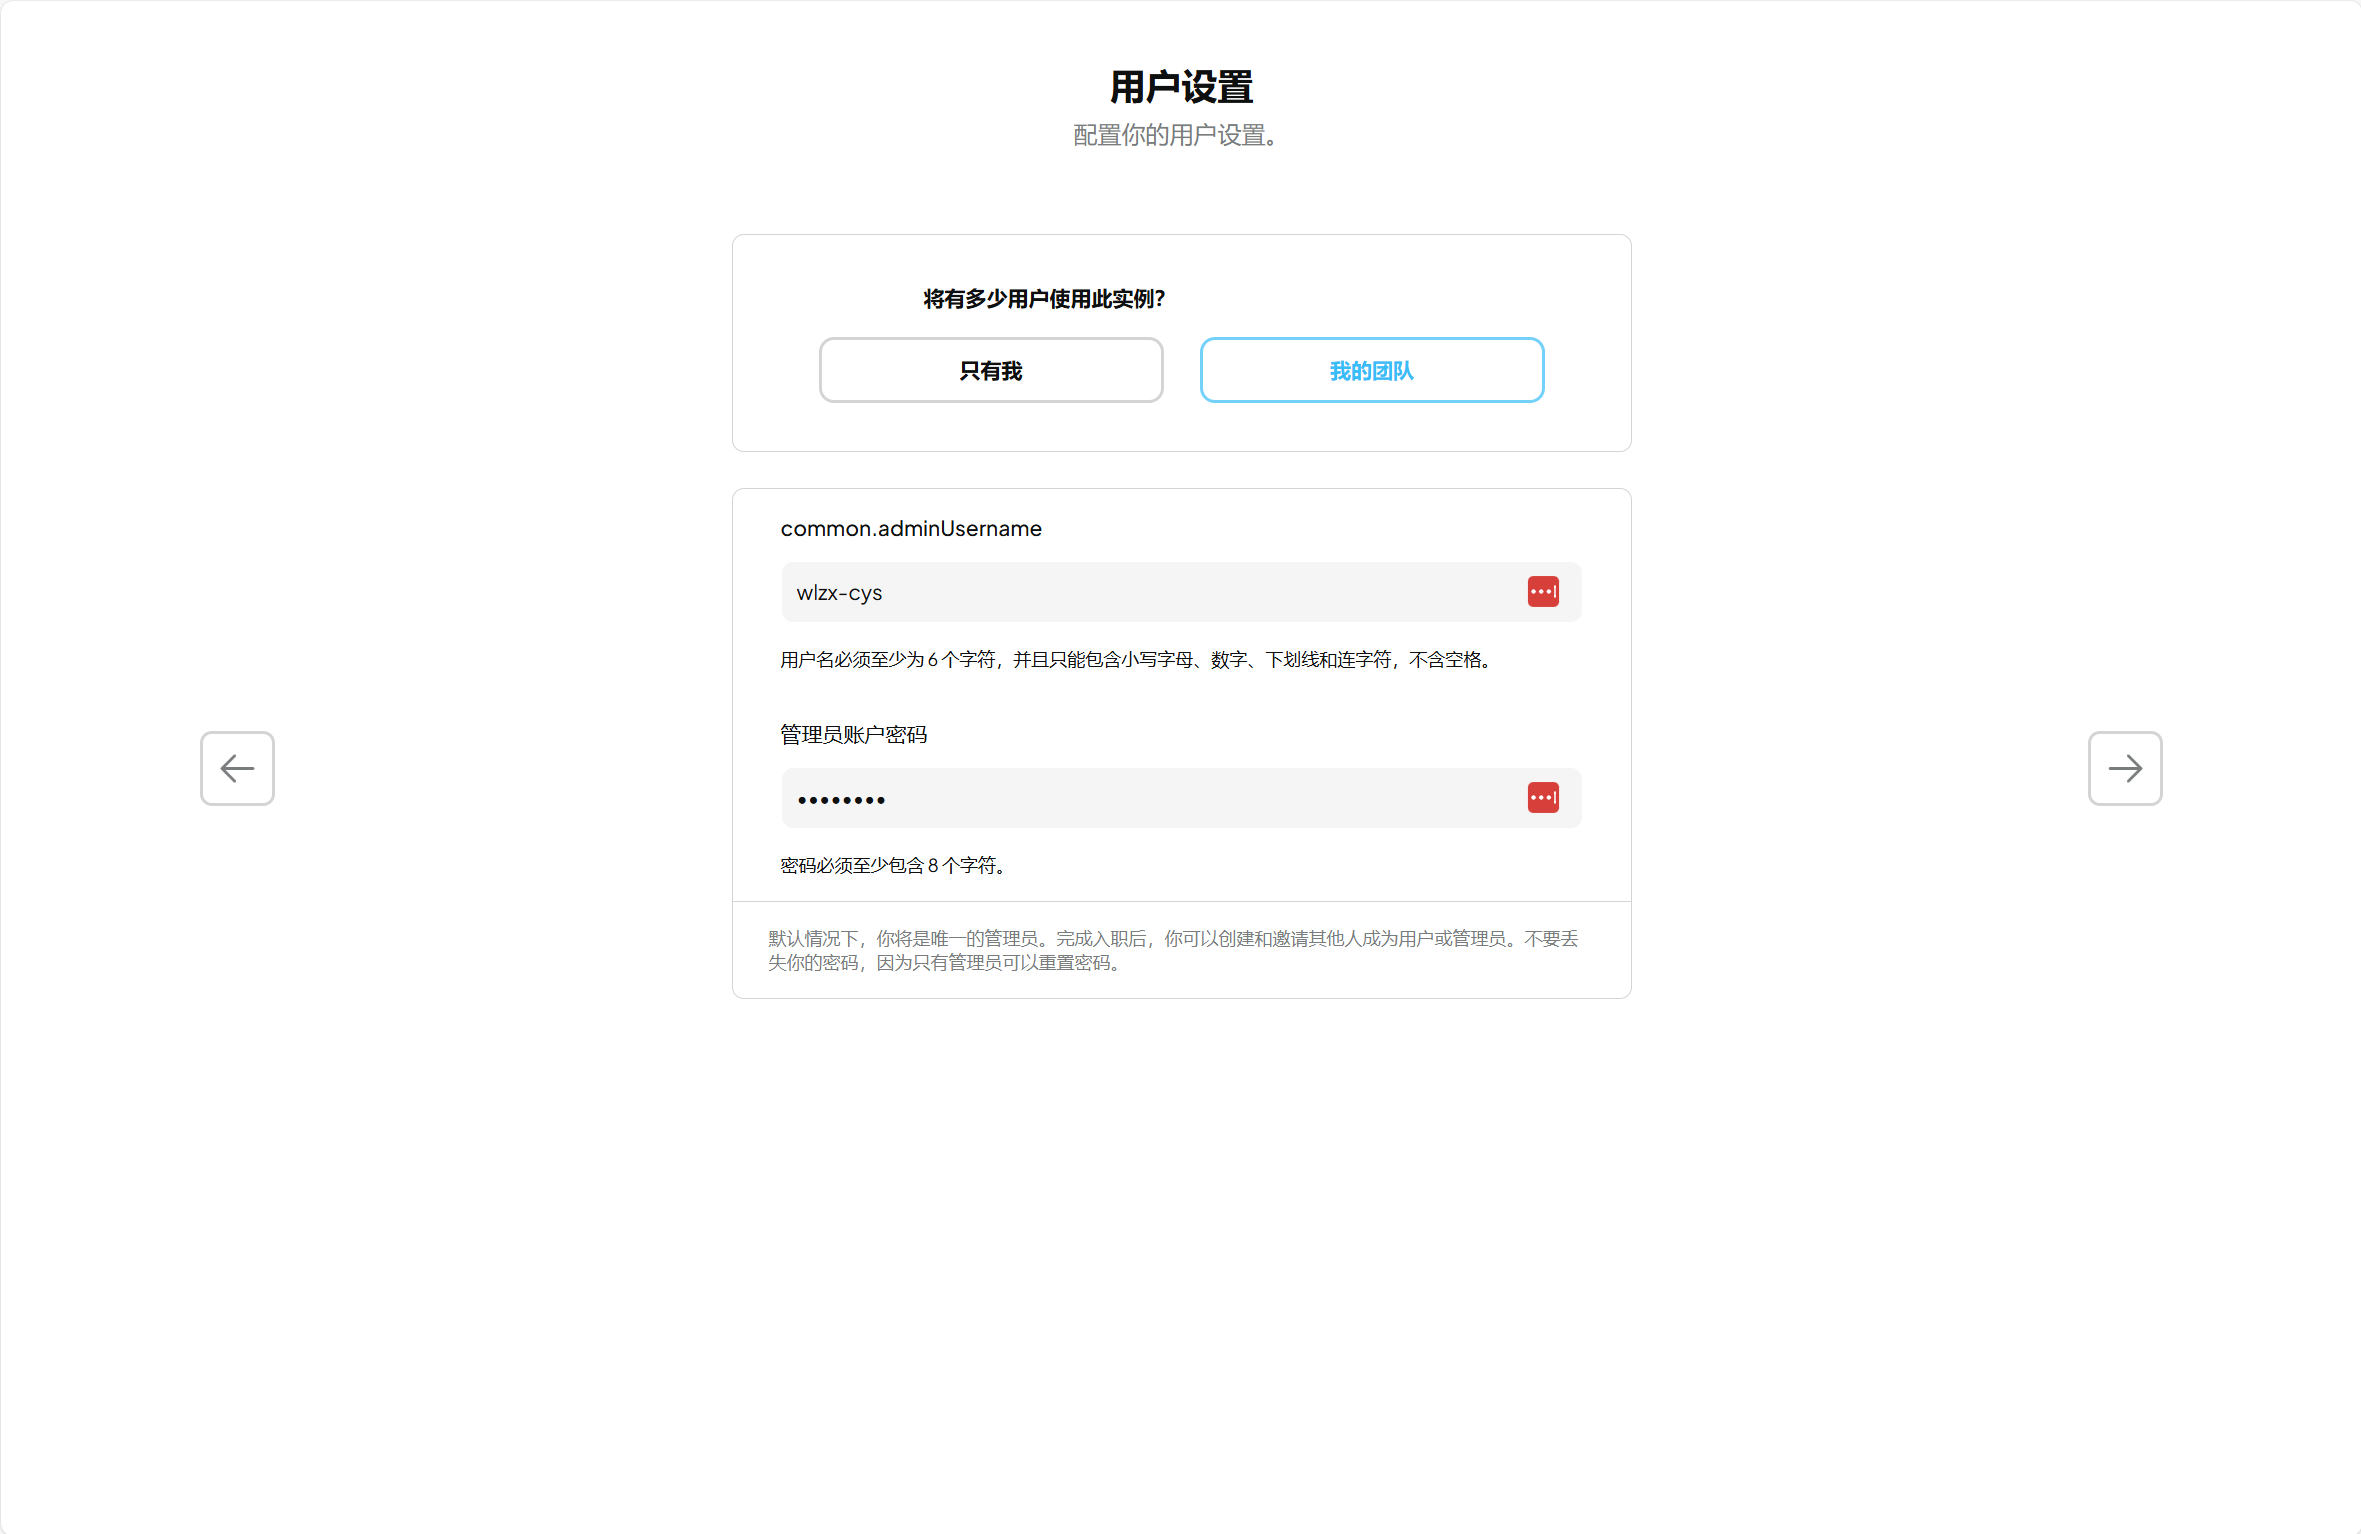 用户设置
配置你的用户设置。
将有多少用户使用此实例?
只有我
我的团队
common.adminUsername
wlzx-cys
用户名必须至少为 6 个字符，并且只能包含小写字母、数字、下划线和连字符，不含空格。
管理员账户密码
••••••••
密码必须至少包含 8 个字符。
默认情况下，你将是唯一的管理员。完成入职后，你可以创建和邀请其他人成为用户或管理员。不要丢
失你的密码，因为只有管理员可以重置密码。